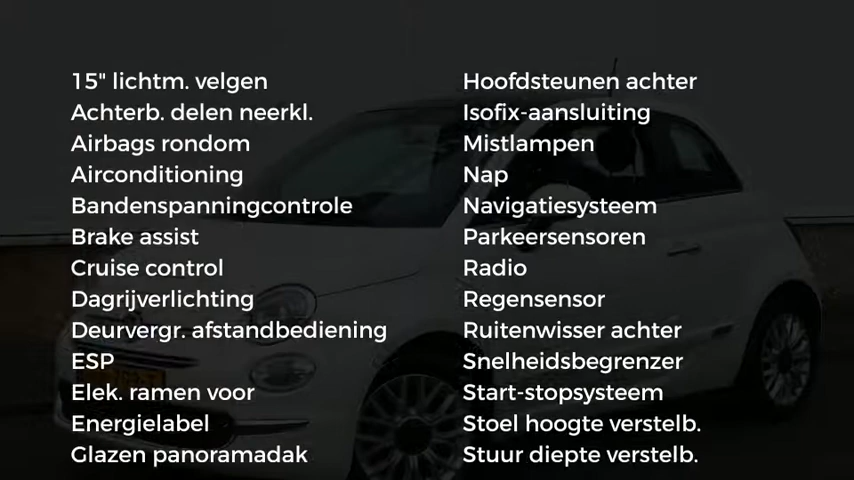 15" lichtm. velgen
Achterb. delen neerkl.
Airbags rondom
Airconditioning
Bandenspanningcontrole
Brake assist
Cruise control
Dagrijverlichting
Deurvergr. afstandbediening
ESP
Elek. ramen voor
Energielabel
Glazen panoramadak
Hoofdsteunen achter
Isofix-aansluiting
Mistlampen
Nap
Navigatiesysteem
Parkeersensoren
Radio
Regensensor
Ruitenwisser achter
Snelheidsbegrenzer
Start-stopsysteem
Stoel hoogte verstelb.
Stuur diepte verstelb.